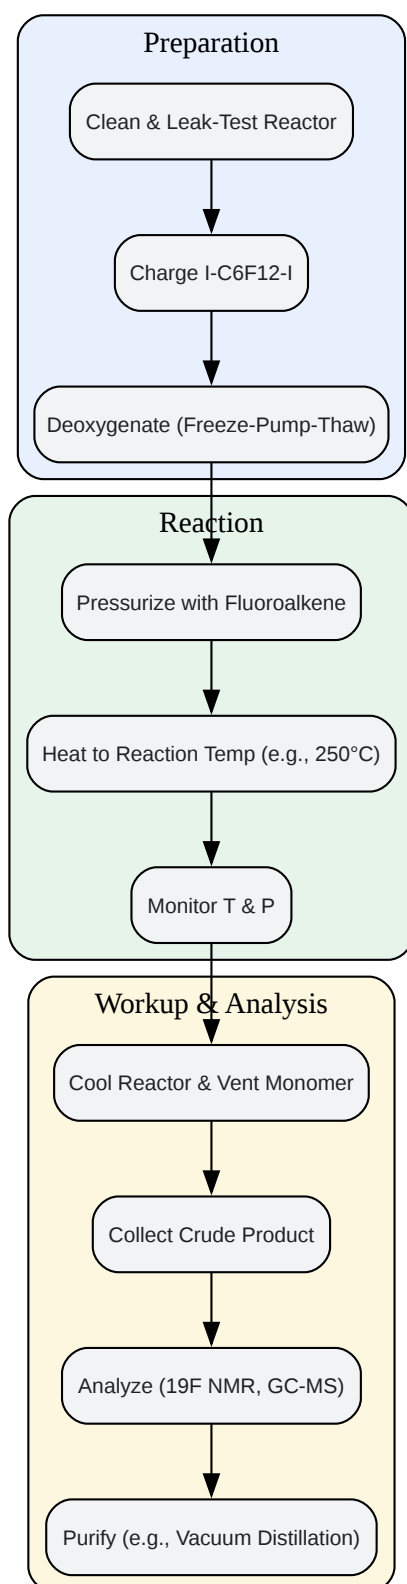 Preparation
Clean & Leak-Test Reactor
Charge I-C6F12-I
Deoxygenate (Freeze-Pump-Thaw)
Reaction
Pressurize with Fluoroalkene
Heat to Reaction Temp (e.g., 250°C)
Monitor T & P
Workup & Analysis
Cool Reactor & Vent Monomer
Collect Crude Product
Analyze (19F NMR, GC-MS)
Purify (e.g., Vacuum Distillation)